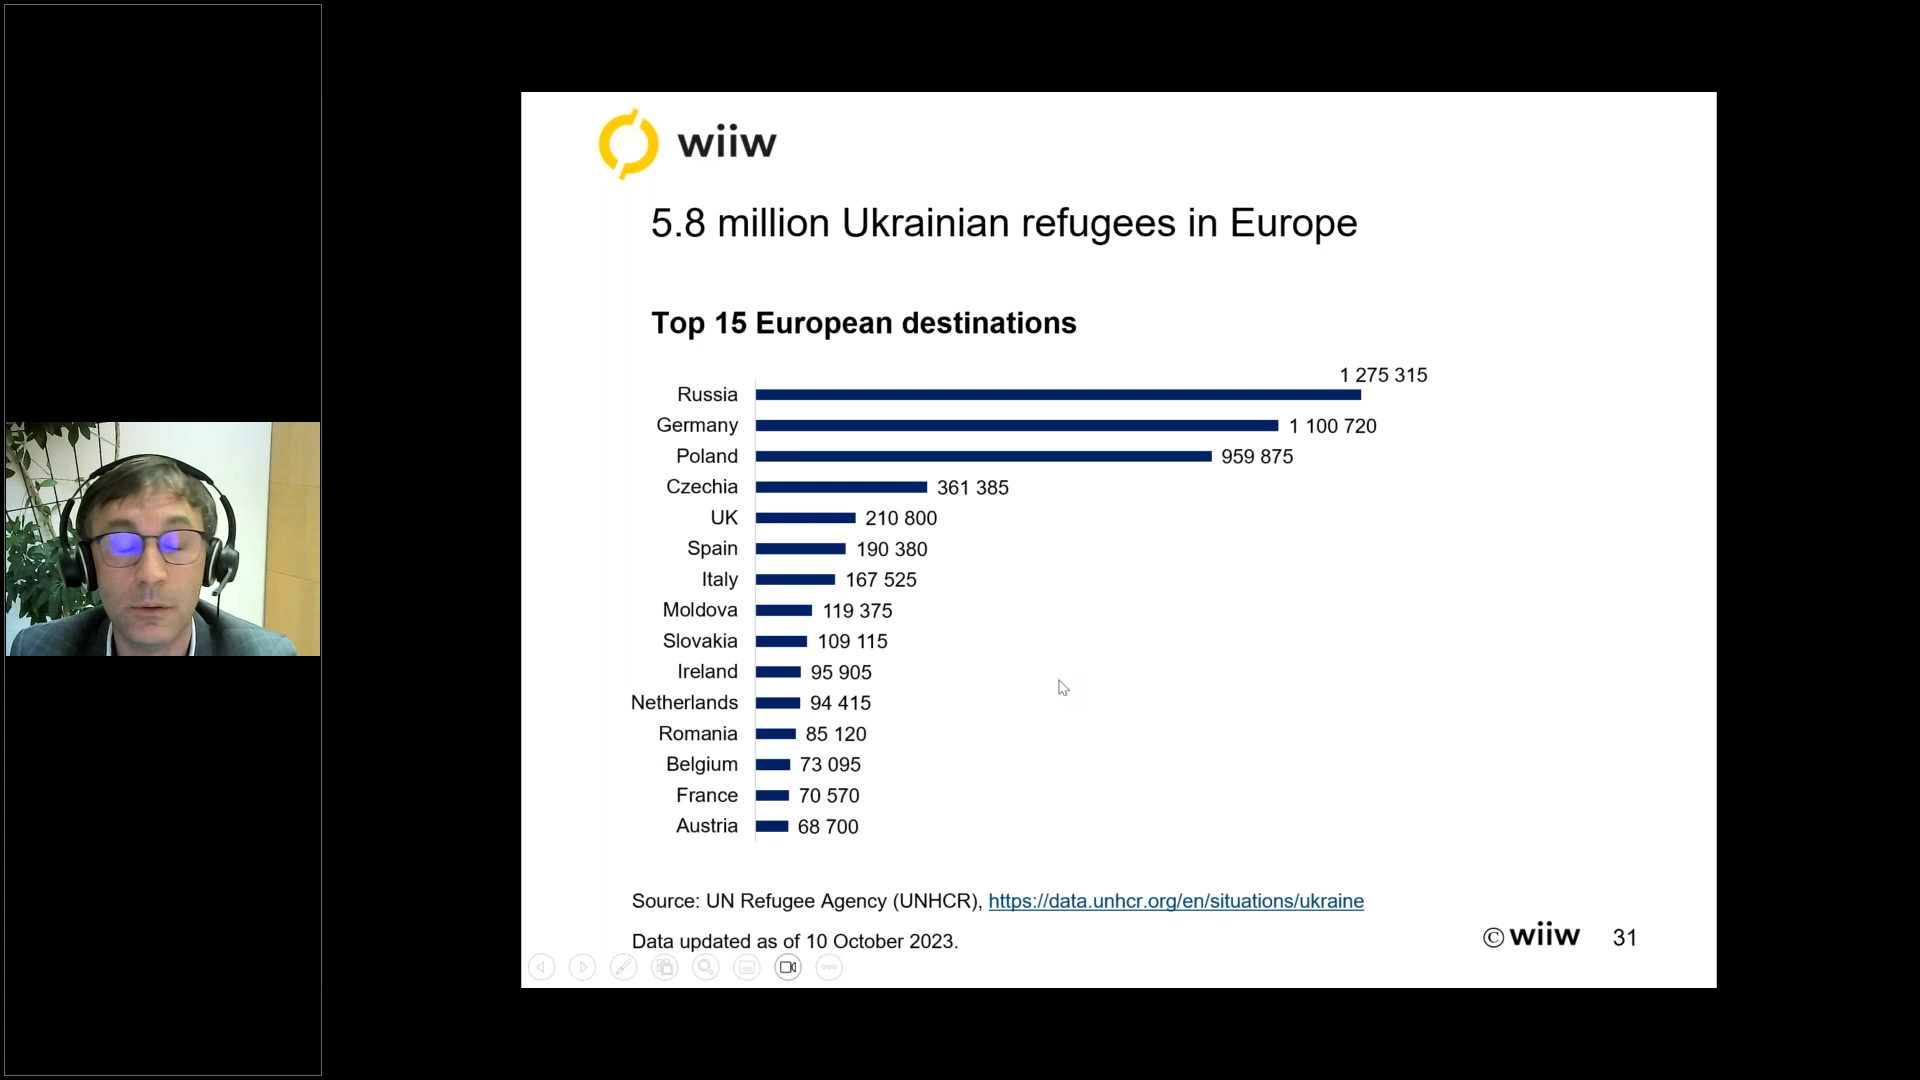 wiiw
5.8 million Ukrainian refugees in Europe
Top 15 European destinations
Russia 1 275 315
Germany 1 100 720
Poland 959 875
Czechia 361 385
UK 210 800
Spain 190 380
Italy 167 525
Moldova 119 375
Slovakia 109 115
Ireland 95 905
Netherlands 94 415
Romania 85 120
Belgium 73 095
France 70 570
Austria 68 700
Source: UN Refugee Agency (UNHCR), https://data.unhcr.org/en/situations/ukraine
Data updated as of 10 October 2023.
© wiiw 31